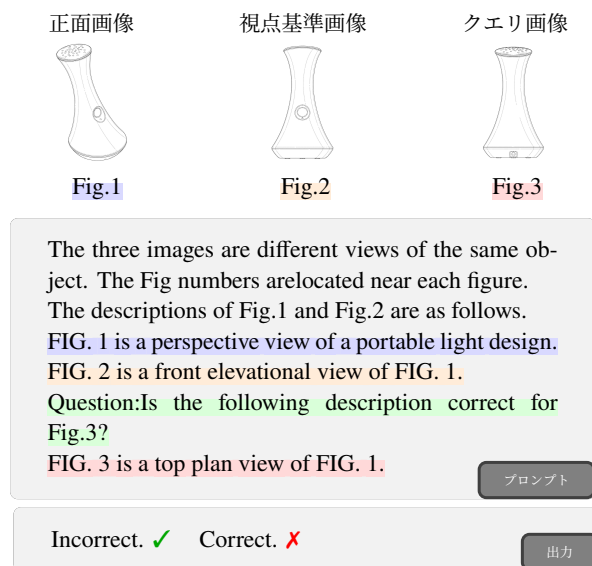 正面画像 視点基準画像 クエリ画像
Fig.1 Fig.2 Fig.3
The three images are different views of the same ob-
ject. The Fig numbers arelocated near each figure.
The descriptions of Fig.1 and Fig.2 are as follows.
FIG. 1 is a perspective view of a portable light design.
FIG. 2 is a front elevational view of FIG. 1.
Question:Is the following description correct for
Fig.3?
FIG. 3 is a top plan view of FIG. 1.
プロンプト
Incorrect. ✓ Correct. ✗
出力